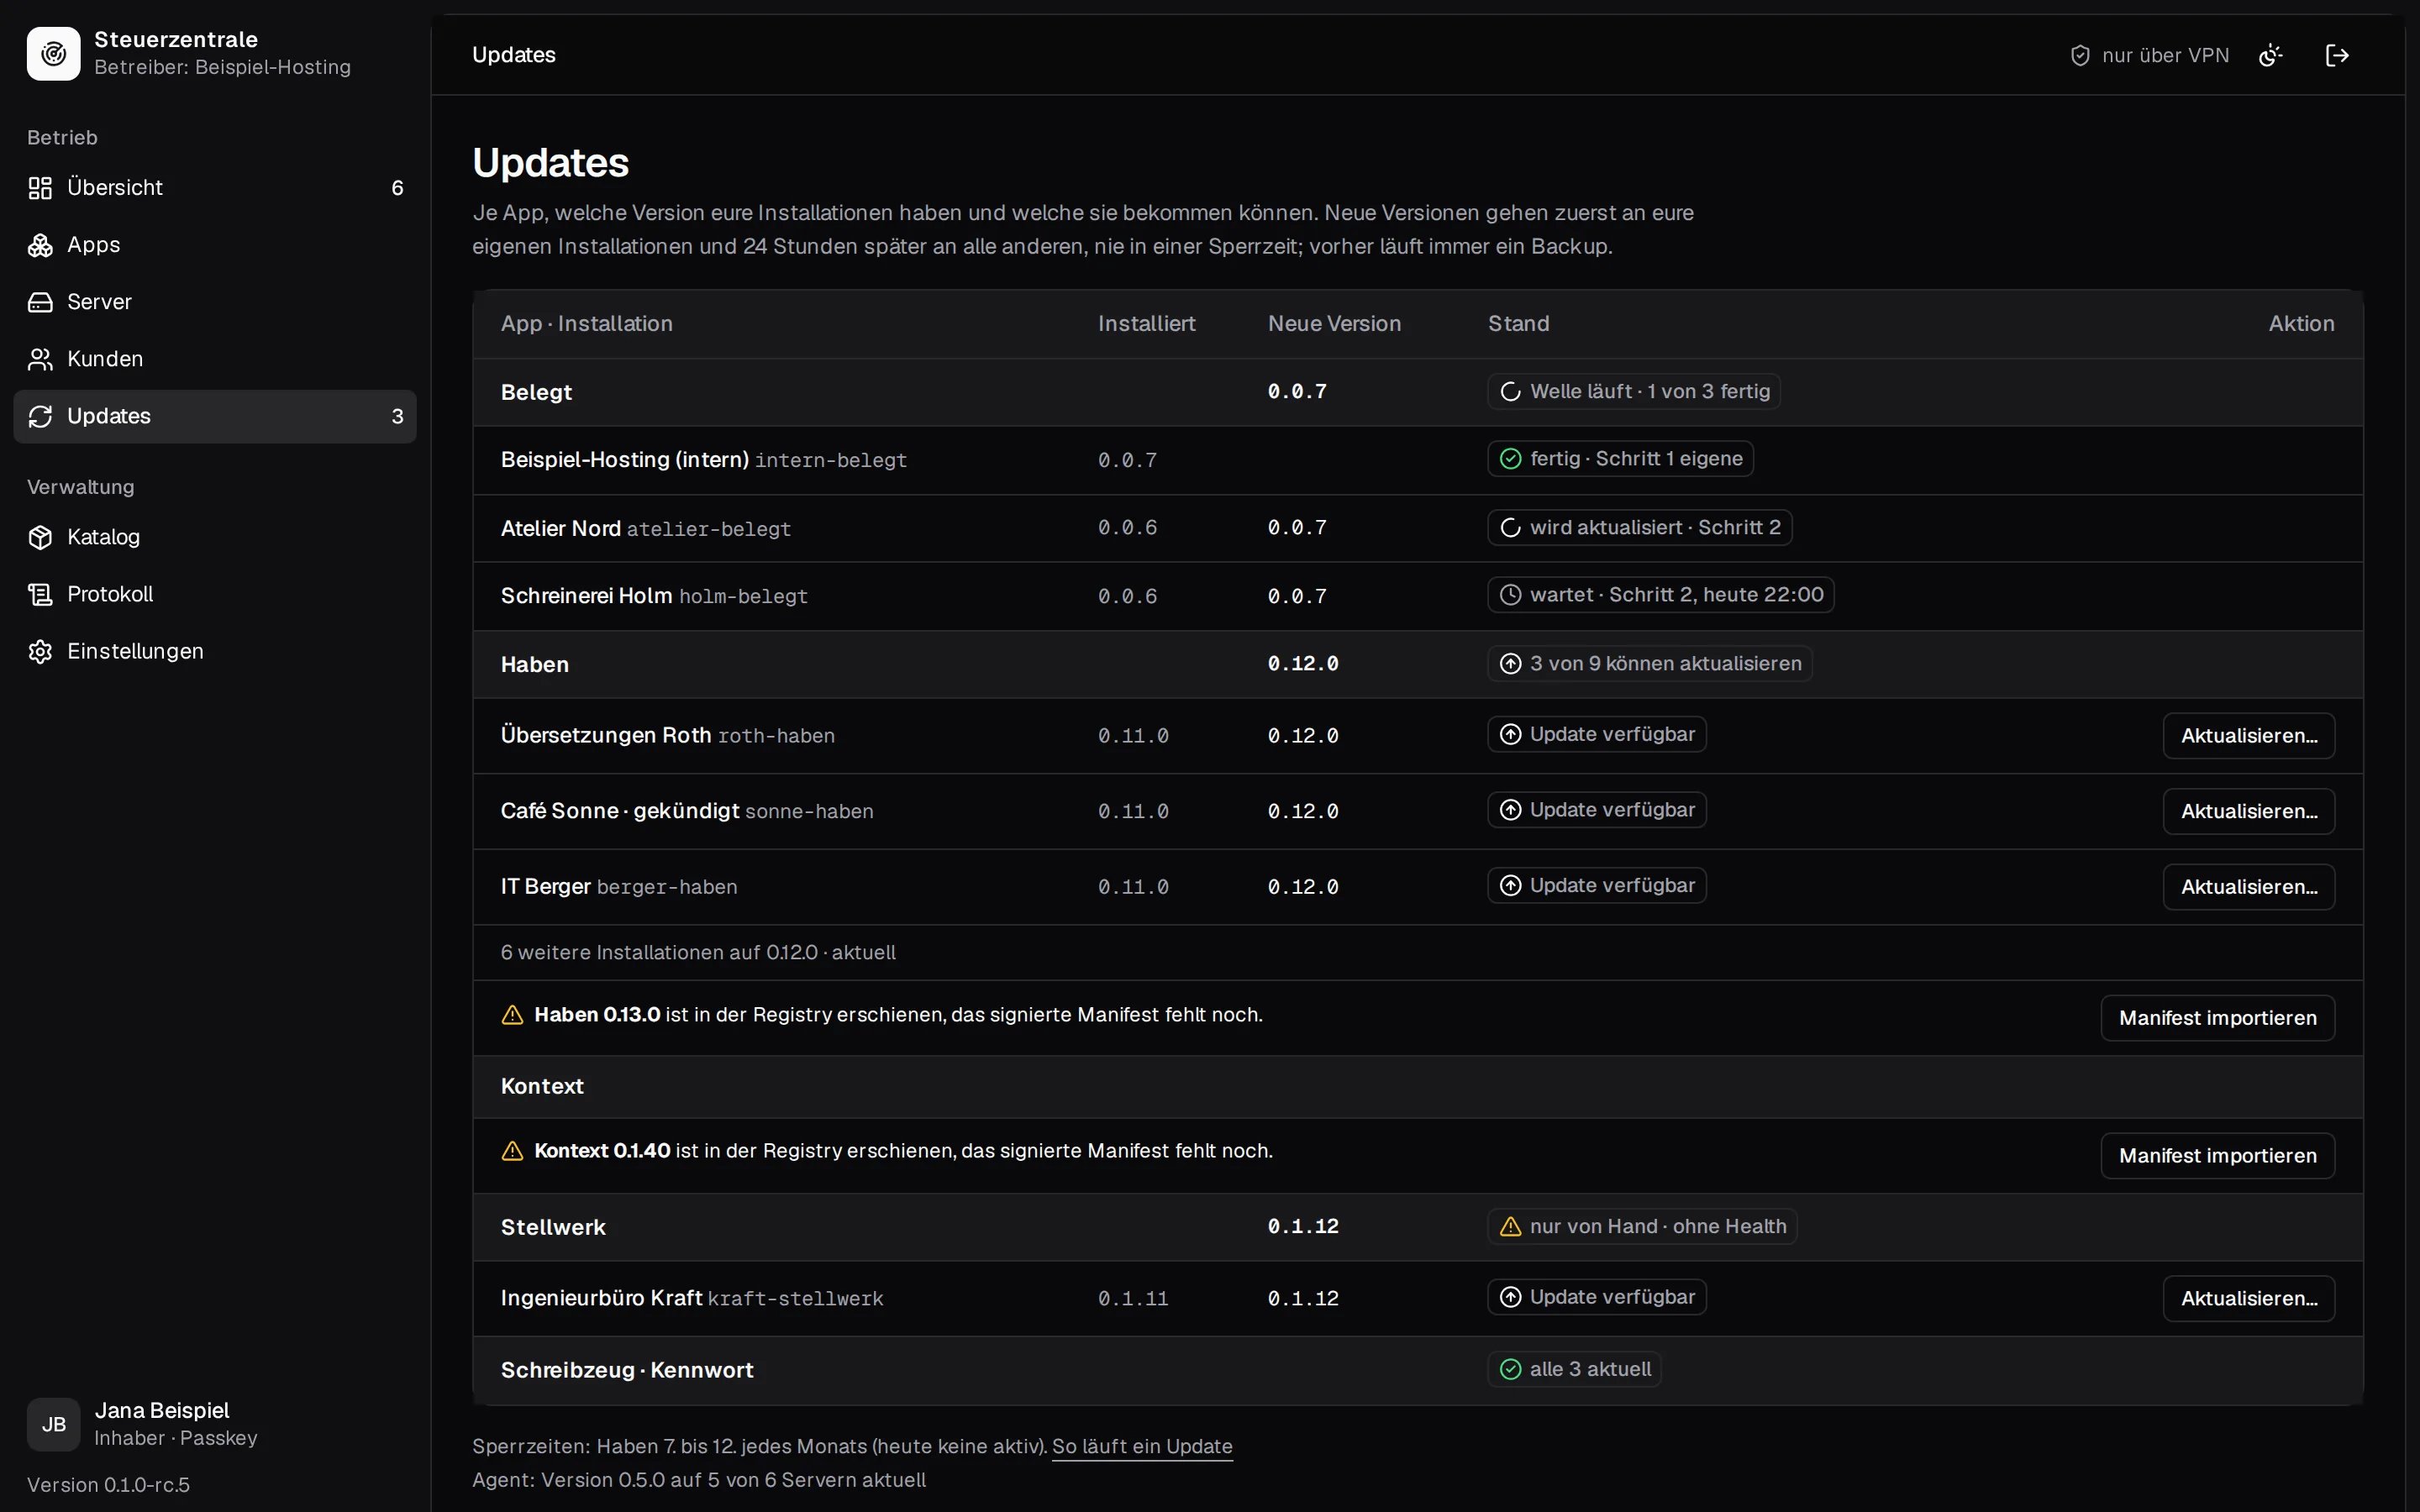 Steuerzentrale
Betreiber: Beispiel-Hosting
Betrieb
Übersicht 6
Apps
Server
Kunden
Updates 3
Verwaltung
Katalog
Protokoll
Einstellungen
JB
Jana Beispiel
Inhaber · Passkey
Version 0.1.0-rc.5
Updates
nur über VPN
Updates
Je App, welche Version eure Installationen haben und welche sie bekommen können. Neue Versionen gehen zuerst an eure
eigenen Installationen und 24 Stunden später an alle anderen, nie in einer Sperrzeit; vorher läuft immer ein Backup.
App · Installation Installiert Neue Version Stand Aktion
Belegt 0.0.7 Welle läuft · 1 von 3 fertig
Beispiel-Hosting (intern) intern-belegt 0.0.7 fertig · Schritt 1 eigene
Atelier Nord atelier-belegt 0.0.6 0.0.7 wird aktualisiert · Schritt 2
Schreinerei Holm holm-belegt 0.0.6 0.0.7 wartet · Schritt 2, heute 22:00
Haben 0.12.0 3 von 9 können aktualisieren
Übersetzungen Roth roth-haben 0.11.0 0.12.0 Update verfügbar Aktualisieren...
Café Sonne · gekündigt sonne-haben 0.11.0 0.12.0 Update verfügbar Aktualisieren...
IT Berger berger-haben 0.11.0 0.12.0 Update verfügbar Aktualisieren...
6 weitere Installationen auf 0.12.0 · aktuell
Haben 0.13.0 ist in der Registry erschienen, das signierte Manifest fehlt noch. Manifest importieren
Kontext
Kontext 0.1.40 ist in der Registry erschienen, das signierte Manifest fehlt noch. Manifest importieren
Stellwerk 0.1.12 nur von Hand · ohne Health
Ingenieurbüro Kraft kraft-stellwerk 0.1.11 0.1.12 Update verfügbar Aktualisieren...
Schreibzeug · Kennwort alle 3 aktuell
Sperrzeiten: Haben 7. bis 12. jedes Monats (heute keine aktiv). So läuft ein Update
Agent: Version 0.5.0 auf 5 von 6 Servern aktuell